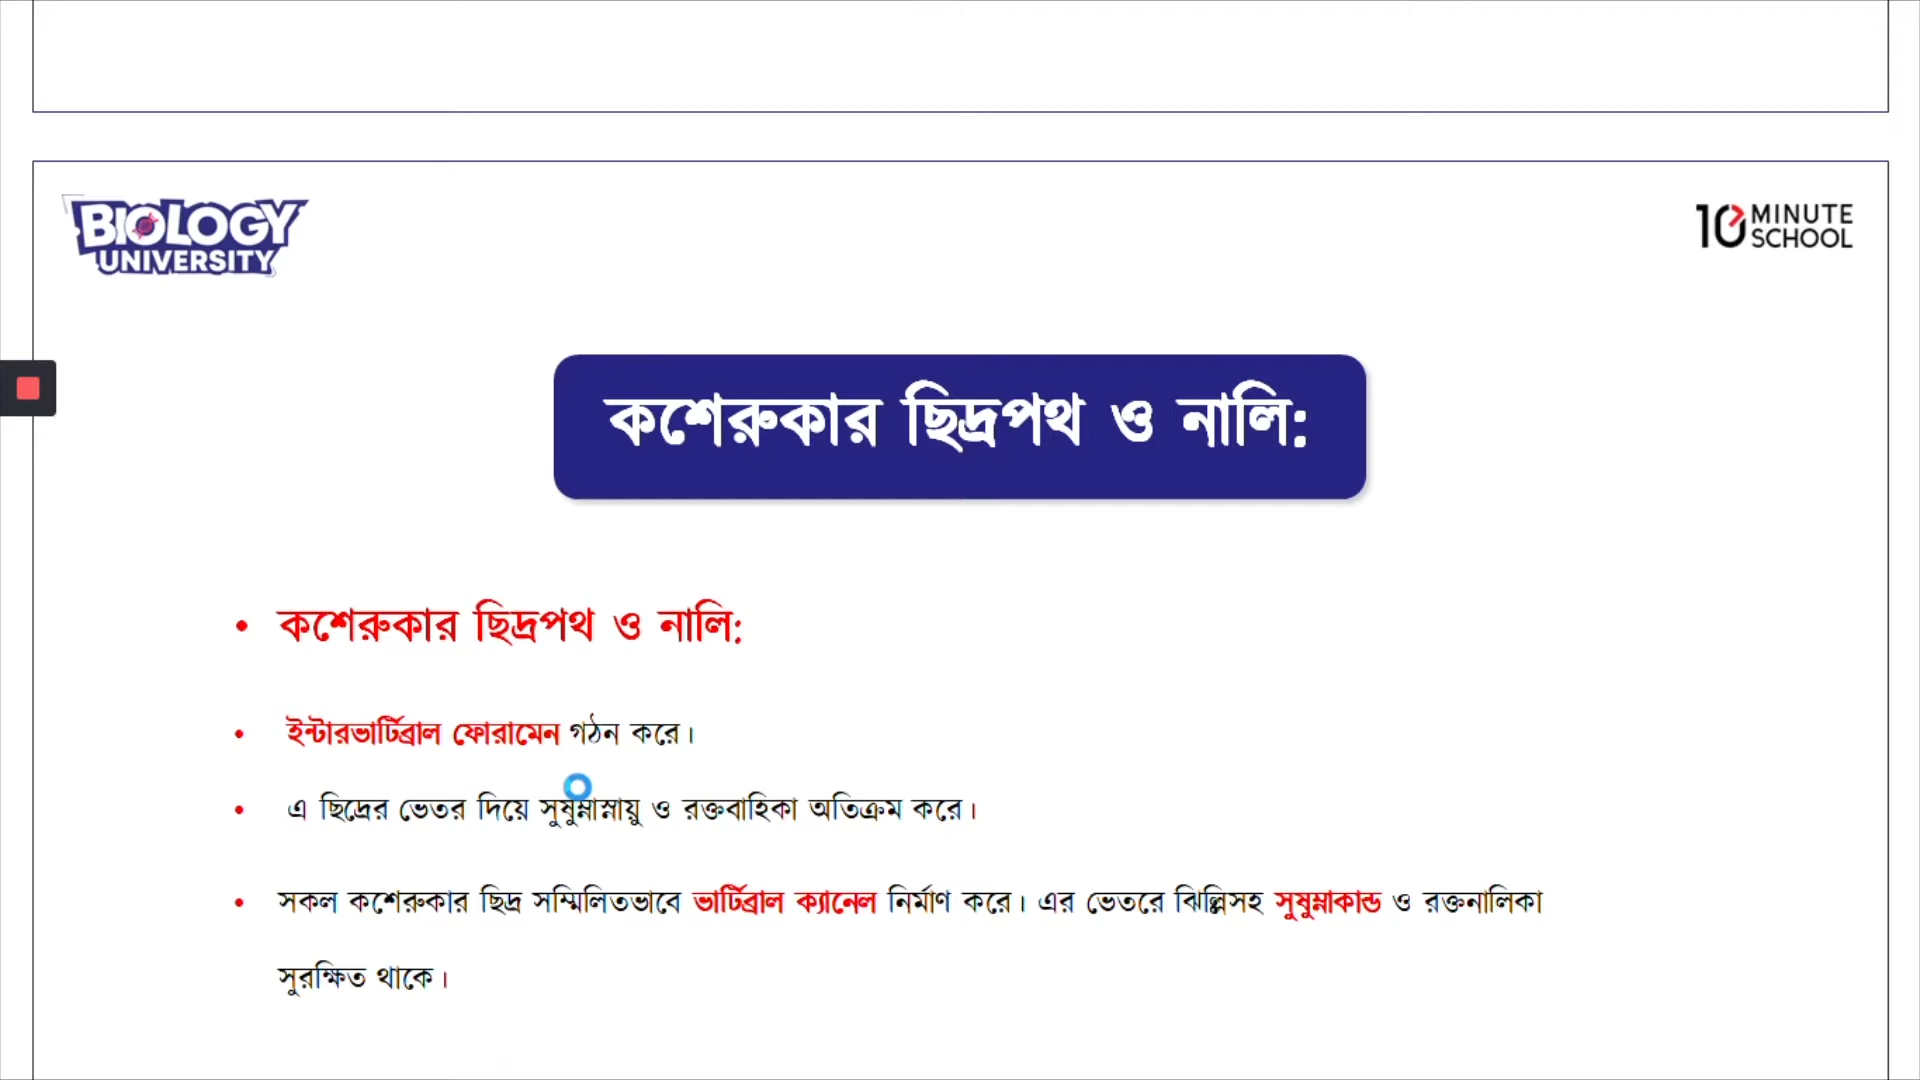 BIOLOGY
UNIVERSITY
10 MINUTE
SCHOOL
কশেরুকার ছিদ্রপথ ও নালি:
• কশেরুকার ছিদ্রপথ ও নালি:
• ইন্টারভার্টিব্রাল ফোরামেন গঠন করে।
• এ ছিদ্রের ভেতর দিয়ে সুষুম্নাস্নায়ু ও রক্তবাহিকা অতিক্রম করে।
• সকল কশেরুকার ছিদ্র সম্মিলিতভাবে ভার্টিব্রাল ক্যানেল নির্মাণ করে। এর ভেতরে ঝিল্লিসহ সুষুম্নাকান্ড ও রক্তনালিকা
সুরক্ষিত থাকে।